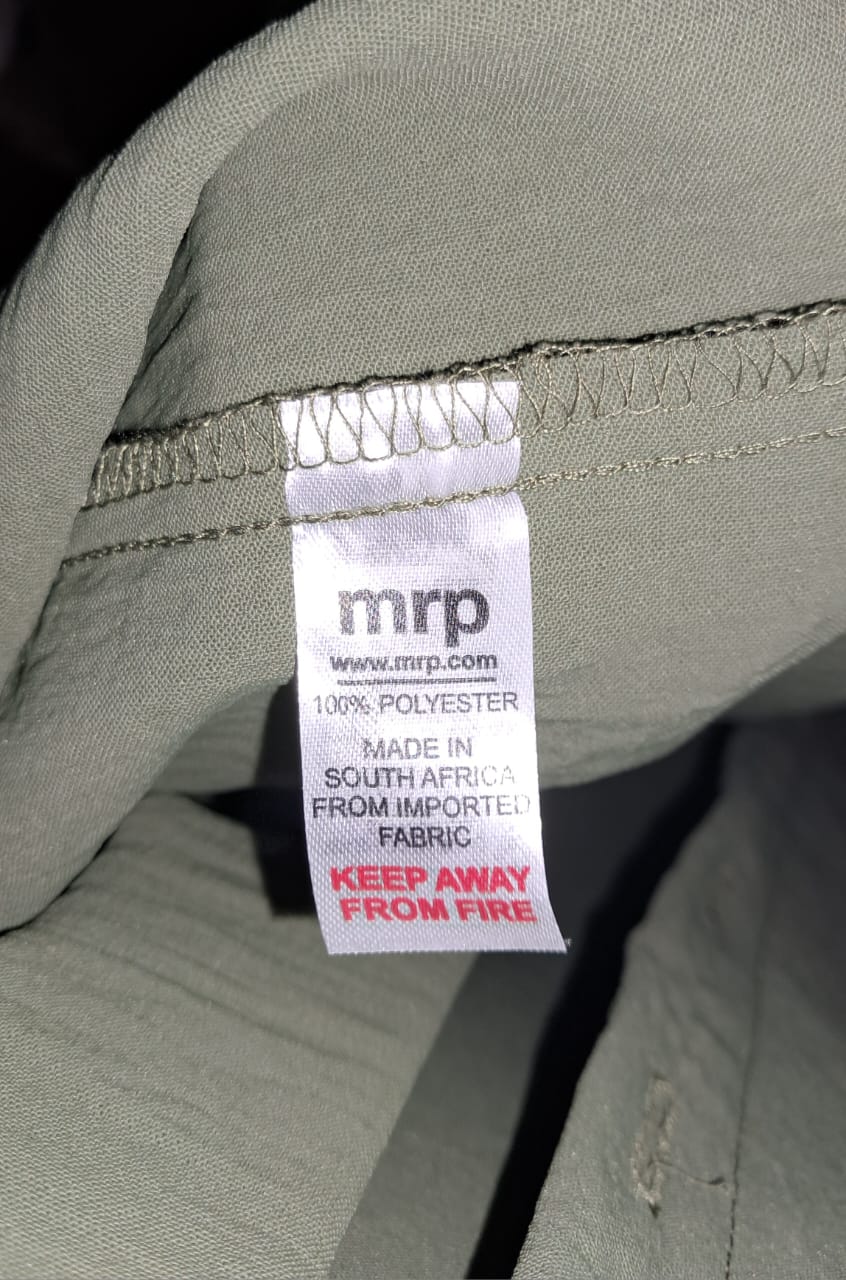 mrp
www.mrp.com
100% POLYESTER
MADE IN
SOUTH AFRICA
FROM IMPORTED
FABRIC
KEEP AWAY
FROM FIRE